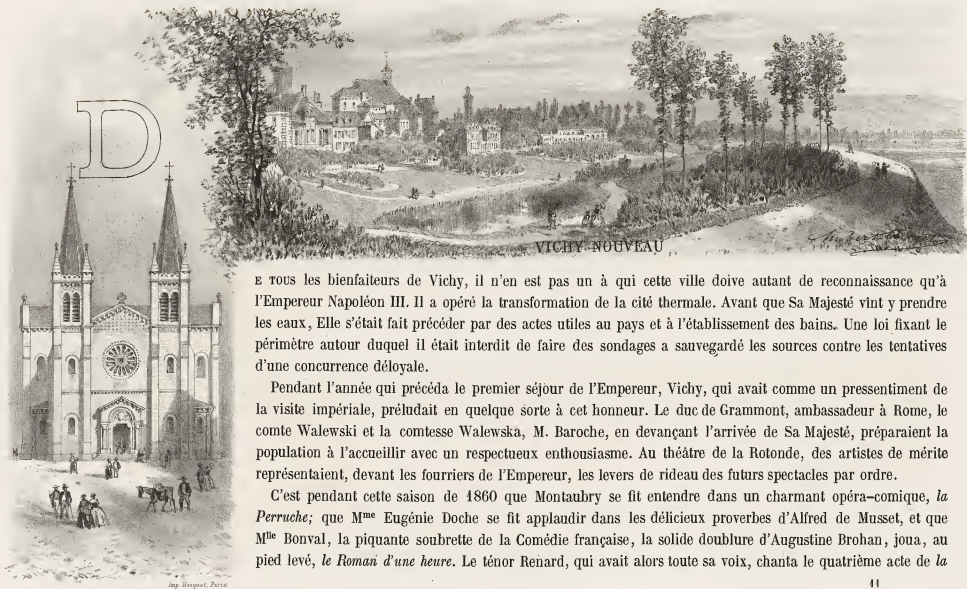 D
VICHY NOUVEAU
E TOUS les bienfaiteurs de Vichy, il n'en est pas un à qui cette ville doive autant de reconnaissance qu'à
l'Empereur Napoléon III. Il a opéré la transformation de la cité thermale. Avant que Sa Majesté vint y prendre
les eaux, Elle s'était fait précéder par des actes utiles au pays et à l'établissement des bains. Une loi fixant le
périmètre autour duquel il était interdit de faire des sondages a sauvegardé les sources contre les tentatives
d'une concurrence déloyale.
Pendant l'année qui précéda le premier séjour de l'Empereur, Vichy, qui avait comme un pressentiment de
la visite impériale, préludait en quelque sorte à cet honneur. Le duc de Grammont, ambassadeur à Rome, le
comte Walewski et la comtesse Walewska, M. Baroche, en devançant l'arrivée de Sa Majesté, préparaient la
population à l'accueillir avec un respectueux enthousiasme. Au théâtre de la Rotonde, des artistes de mérite
représentaient, devant les fourriers de l'Empereur, les levers de rideau des futurs spectacles par ordre.
C'est pendant cette saison de 1860 que Montaubry se fit entendre dans un charmant opéra-comique, la
Perruche; que Mme Eugénie Doche se fit applaudir dans les délicieux proverbes d'Alfred de Musset, et que
Mlle Bonval, la piquante soubrette de la Comédie française, la solide doublure d'Augustine Brohan, joua, au
pied levé, le Roman d'une heure. Le ténor Renard, qui avait alors toute sa voix, chanta le quatrième acte de la
Imp. Becquet, Paris.
11